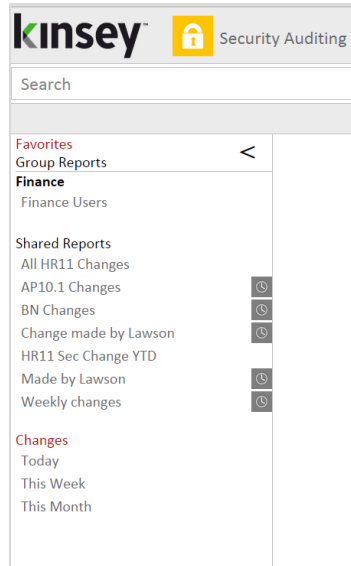 kinsey™ Security Auditing
Search
Favorites
<
Group Reports
Finance
Finance Users
Shared Reports
All HR11 Changes
AP10.1 Changes
BN Changes
Change made by Lawson
HR11 Sec Change YTD
Made by Lawson
Weekly changes
Changes
Today
This Week
This Month